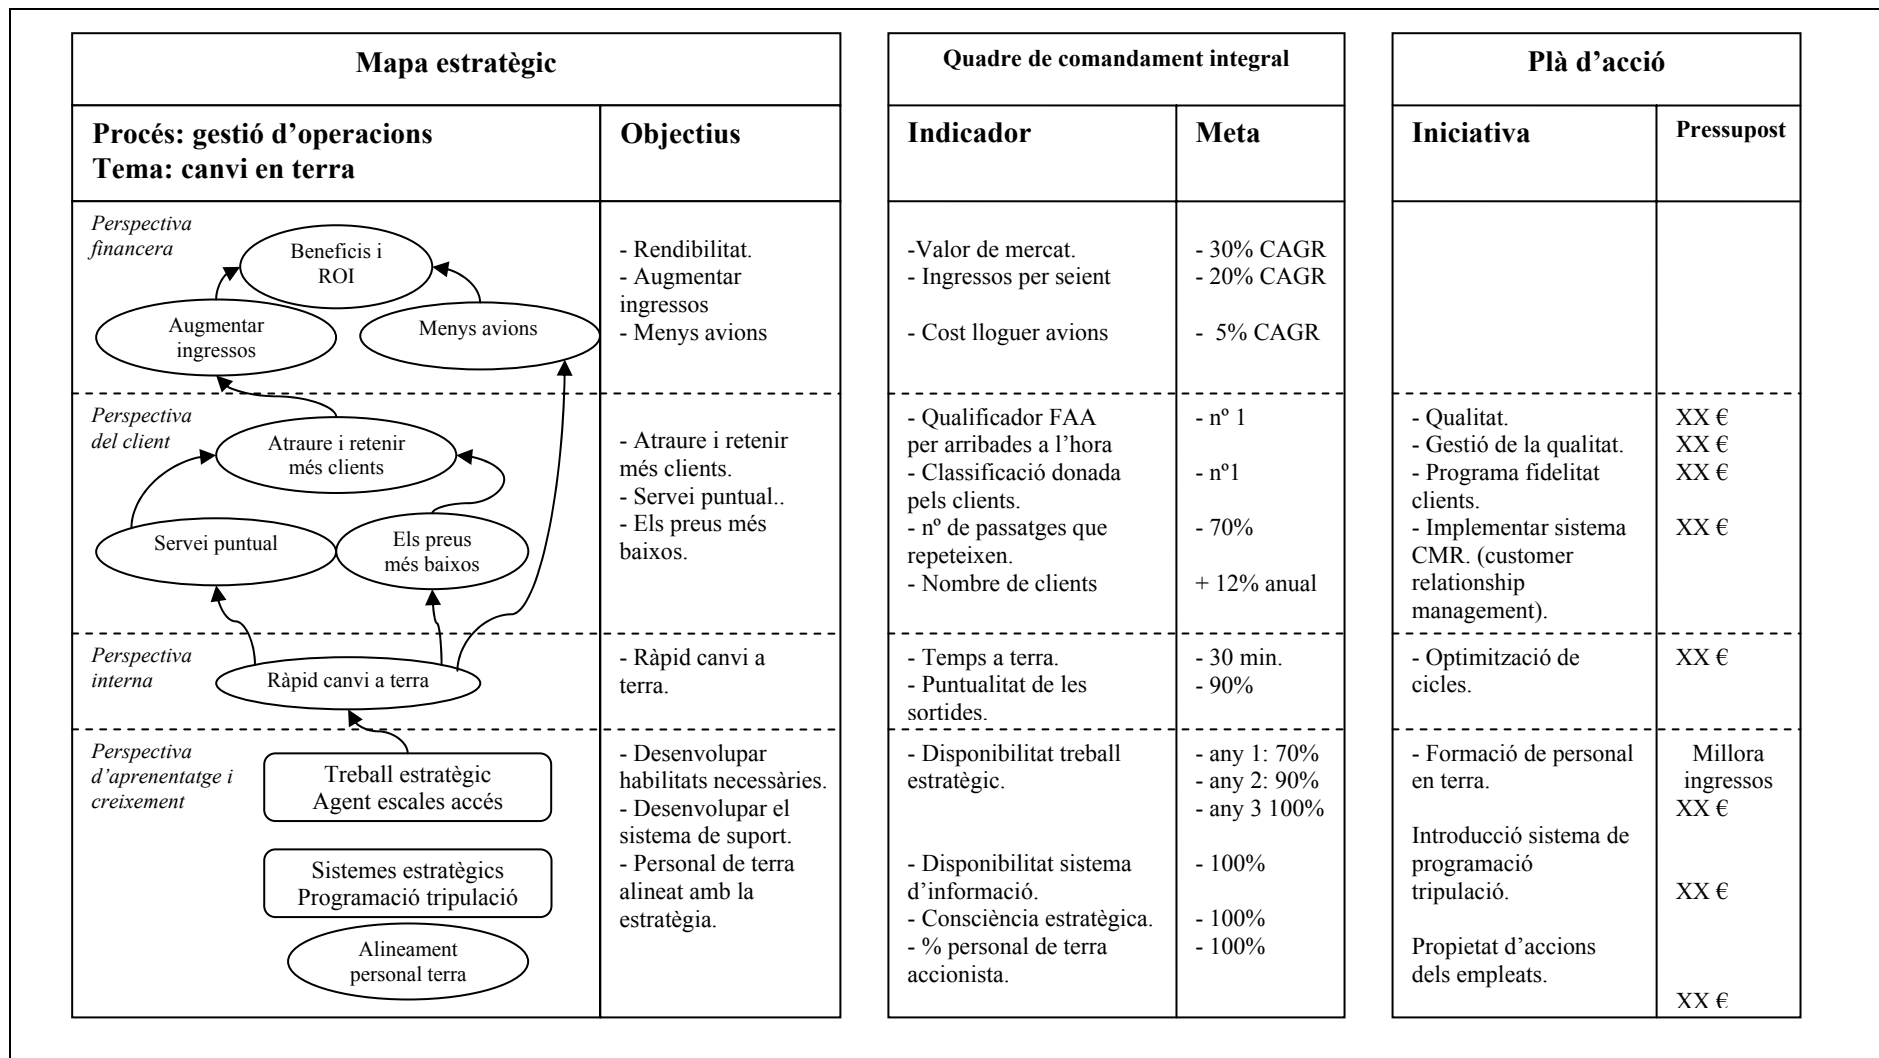 Mapa estratègic
Procés: gestió d’operacions
Tema: canvi en terra
Objectius
Perspectiva
financera
Beneficis i
ROI
Augmentar
ingressos
Menys avions
- Rendibilitat.
- Augmentar
ingressos
- Menys avions
Perspectiva
del client
Atraure i retenir
més clients
Servei puntual
Els preus
més baixos
- Atraure i retenir
més clients.
- Servei puntual..
- Els preus més
baixos.
Perspectiva
interna
Ràpid canvi a terra
- Ràpid canvi a
terra.
Perspectiva
d’aprenentatge i
creixement
Treball estratègic
Agent escales accés
Sistemes estratègics
Programació tripulació
Alineament
personal terra
- Desenvolupar
habilitats necessàries.
- Desenvolupar el
sistema de suport.
- Personal de terra
alineat amb la
estratègia.
Quadre de comandament integral
Indicador
Meta
-Valor de mercat.
- 30% CAGR
- Ingressos per seient
- 20% CAGR
- Cost lloguer avions
- 5% CAGR
- Qualificador FAA
per arribades a l’hora
- nº 1
- Classificació donada
pels clients.
- nº1
- nº de passatges que
repeteixen.
- 70%
- Nombre de clients
+ 12% anual
- Temps a terra.
- 30 min.
- Puntualitat de les
sortides.
- 90%
- Disponibilitat treball
estratègic.
- any 1: 70%
- any 2: 90%
- any 3 100%
- Disponibilitat sistema
d’informació.
- 100%
- Consciència estratègica.
- 100%
- % personal de terra
accionista.
- 100%
Plà d’acció
Iniciativa
Pressupost
- Qualitat.
XX €
- Gestió de la qualitat.
XX €
- Programa fidelitat
clients.
XX €
- Implementar sistema
CMR. (customer
relationship
management).
XX €
- Optimització de
cicles.
XX €
- Formació de personal
en terra.
Millora
ingressos
XX €
Introducció sistema de
programació
tripulació.
XX €
Propietat d’accions
dels empleats.
XX €